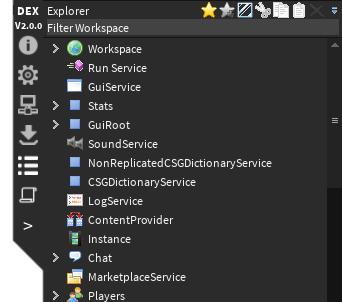 DEX Explorer
V2.0.0 Filter Workspace
Workspace
Run Service
GuiService
Stats
GuiRoot
SoundService
NonReplicatedCSGDictionaryService
CSGDictionaryService
LogService
ContentProvider
Instance
Chat
MarketplaceService
Players